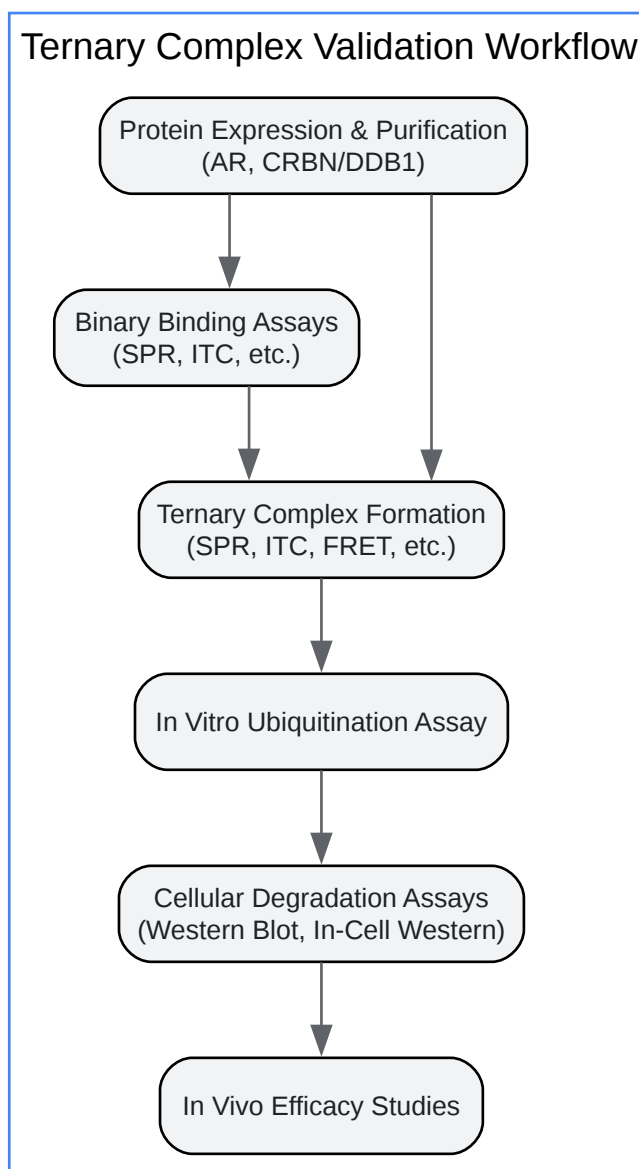 Ternary Complex Validation Workflow
Protein Expression & Purification
(AR, CRBN/DDB1)
Binary Binding Assays
(SPR, ITC, etc.)
Ternary Complex Formation
(SPR, ITC, FRET, etc.)
In Vitro Ubiquitination Assay
Cellular Degradation Assays
(Western Blot, In-Cell Western)
In Vivo Efficacy Studies